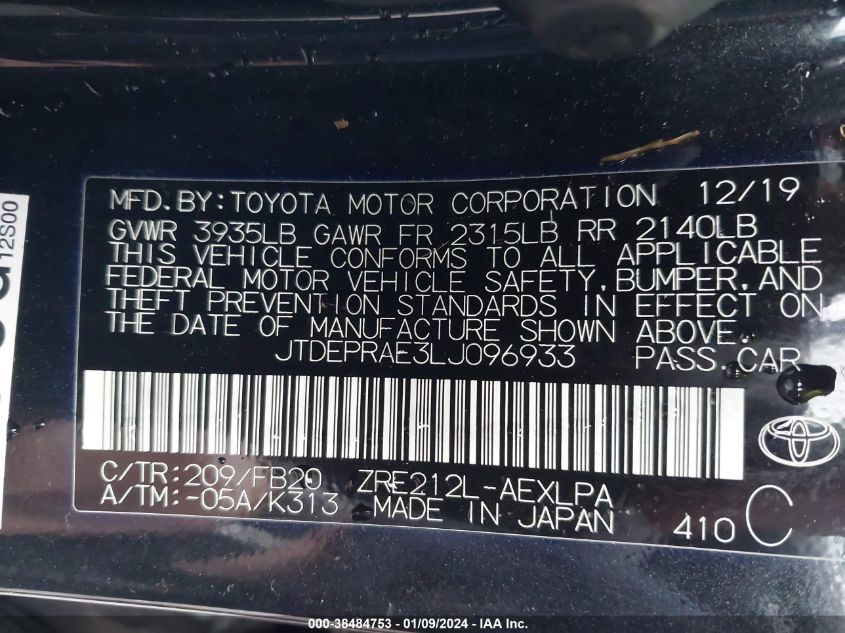 MFD. BY: TOYOTA MOTOR CORPORATION 12/19
GVWR 3935LB GAWR FR 2315LB RR 2140LB
THIS VEHICLE CONFORMS TO ALL APPLICABLE
FEDERAL MOTOR VEHICLE SAFETY, BUMPER, AND
THEFT PREVENTION STANDARDS IN EFFECT ON
THE DATE OF MANUFACTURE SHOWN ABOVE.
JTDEPRAE3LJ096933 PASS. CAR
C/TR: 209/FB20 ZRE212L-AEXLPA
A/TM: -05A/K313 MADE IN JAPAN 410 C
12S00
000-38484753 - 01/09/2024 - IAA Inc.